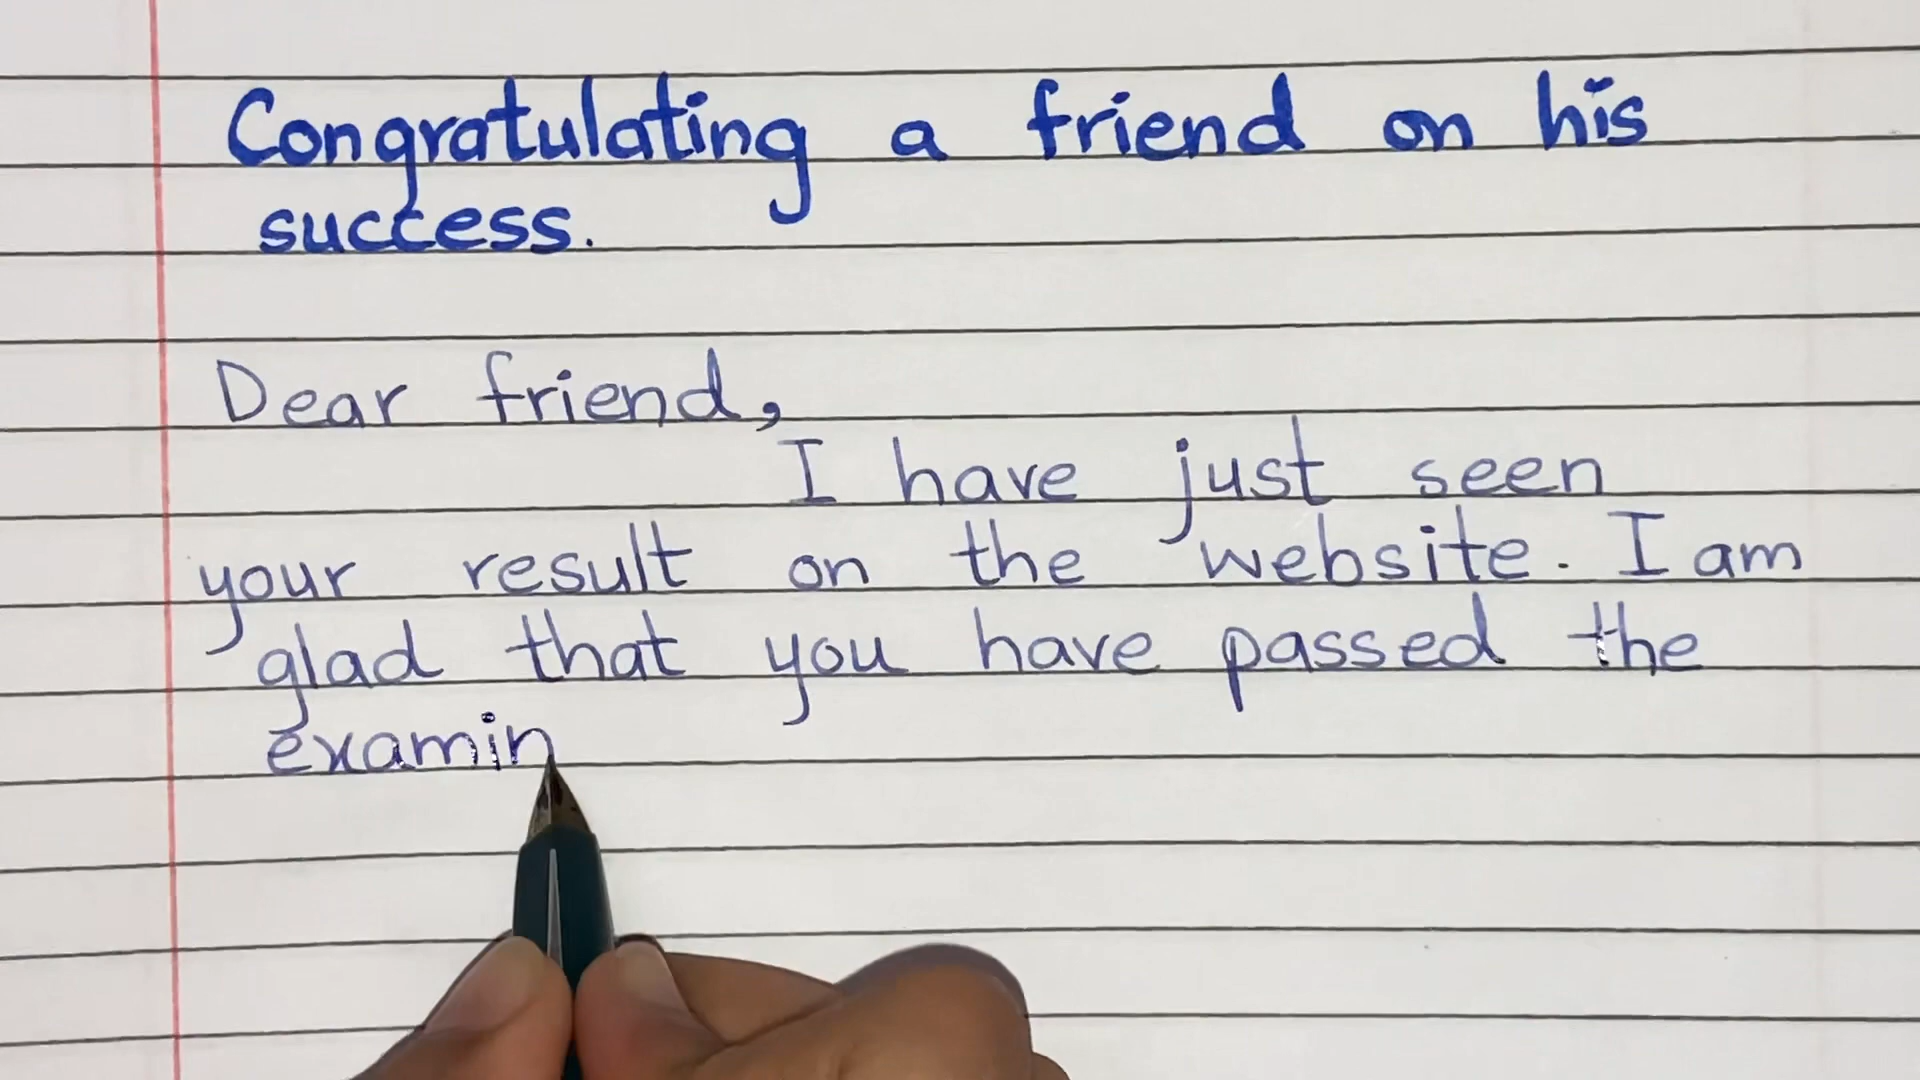 Congratulating a friend on his
success.
Dear friend,
I have just seen
your result on the website. I am
glad that you have passed the
examin